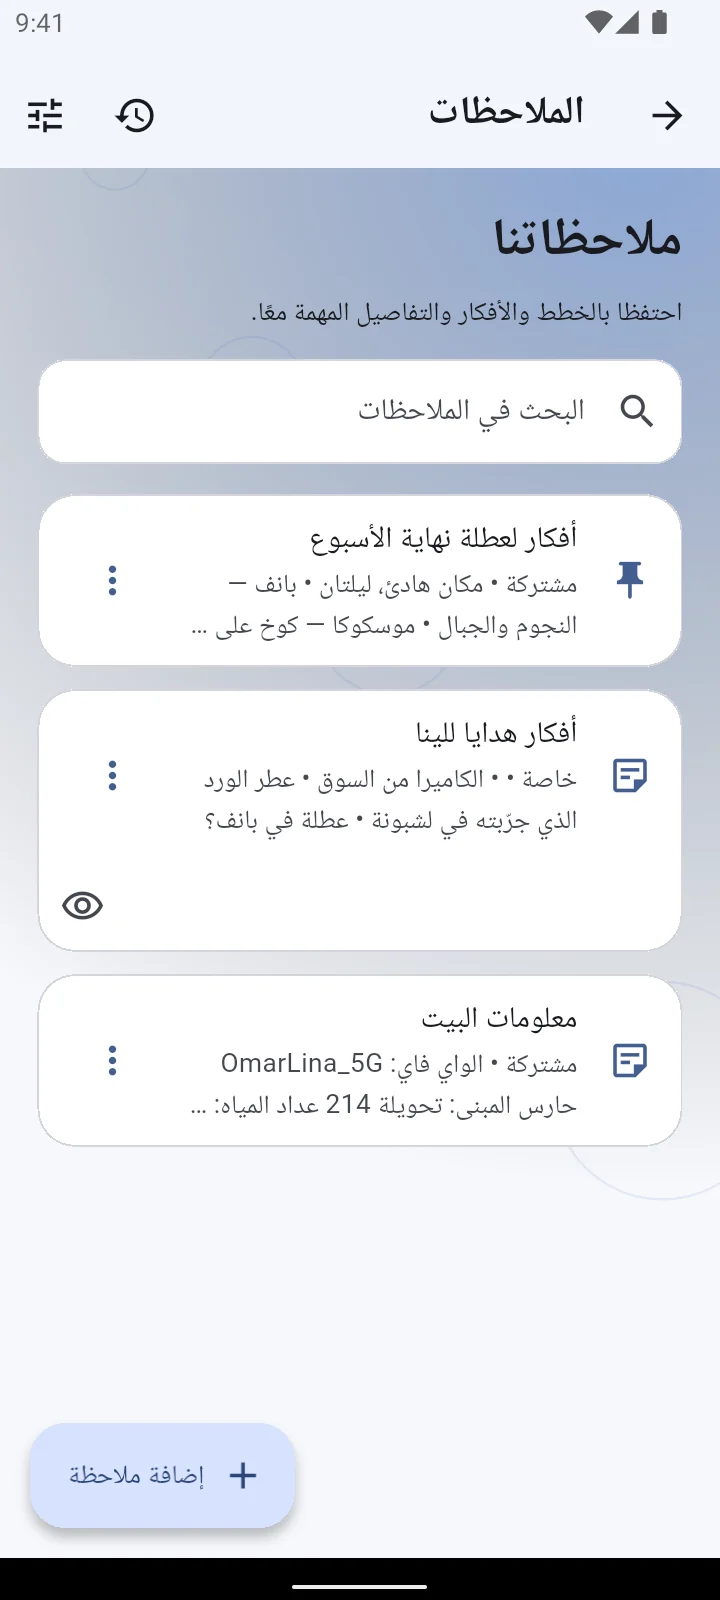 9:41
الملاحظات
ملاحظاتنا
احتفظا بالخطط والأفكار والتفاصيل المهمة معًا.
البحث في الملاحظات
أفكار لعطلة نهاية الأسبوع
مشتركة • مكان هادئ، ليلتان • بانف —
النجوم والجبال • موسكوكا — كوخ على ...
أفكار هدايا للينا
خاصة • • الكاميرا من السوق • عطر الورد
الذي جرّبته في لشبونة • عطلة في بانف؟
معلومات البيت
مشتركة • الواي فاي: OmarLina_5G
حارس المبنى: تحويلة 214 عداد المياه: ...
إضافة ملاحظة